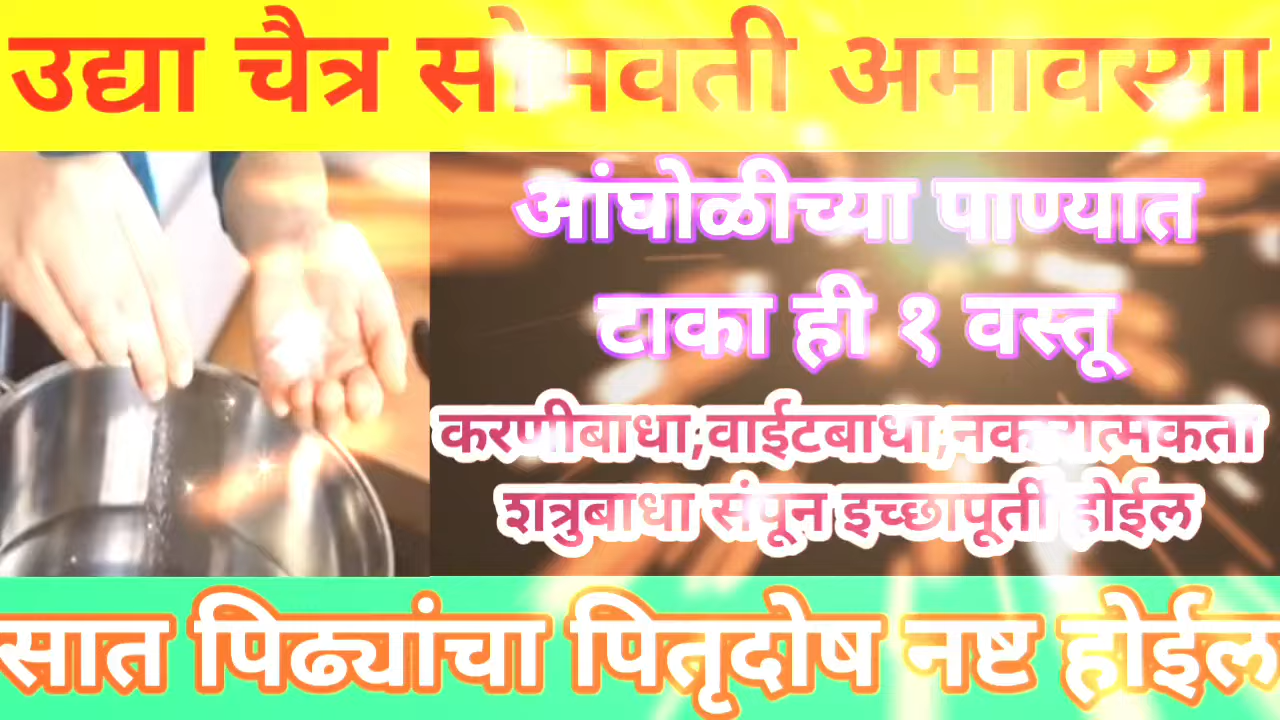 उद्या चैत्र सोमवती अमावस्या
आंघोळीच्या पाण्यात
टाका ही १ वस्तू
करणीबाधा,वाईटबाधा,नकारात्मकता
शत्रुबाधा संपून इच्छापूर्ती होईल
सात पिढ्यांचा पितृदोष नष्ट होईल